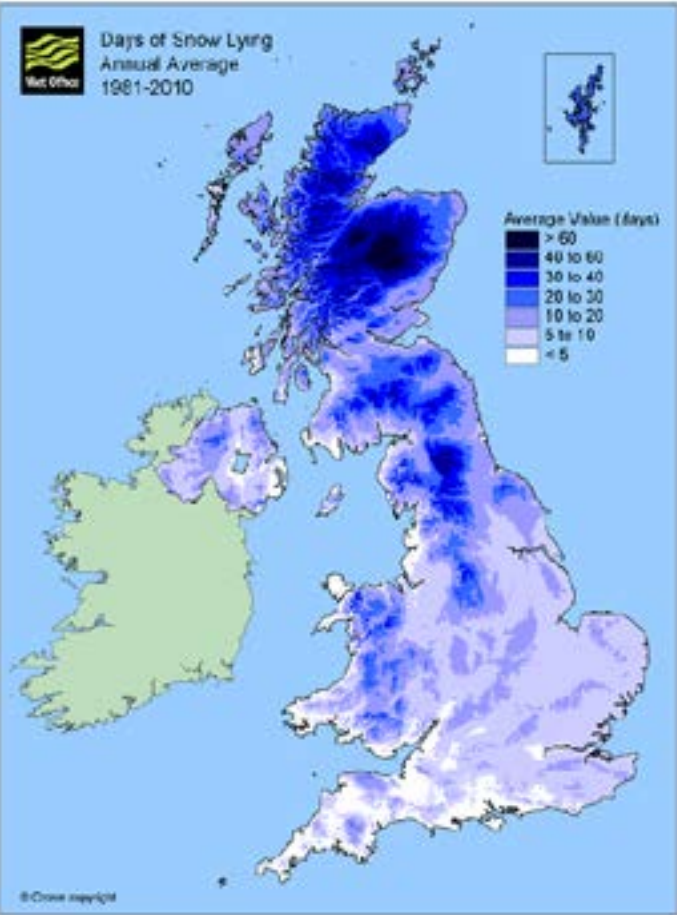 Met Office
Days of Snow Lying
Annual Average
1981-2010
Average Value (days)
> 60
40 to 60
30 to 40
20 to 30
10 to 20
5 to 10
< 5
© Crown copyright